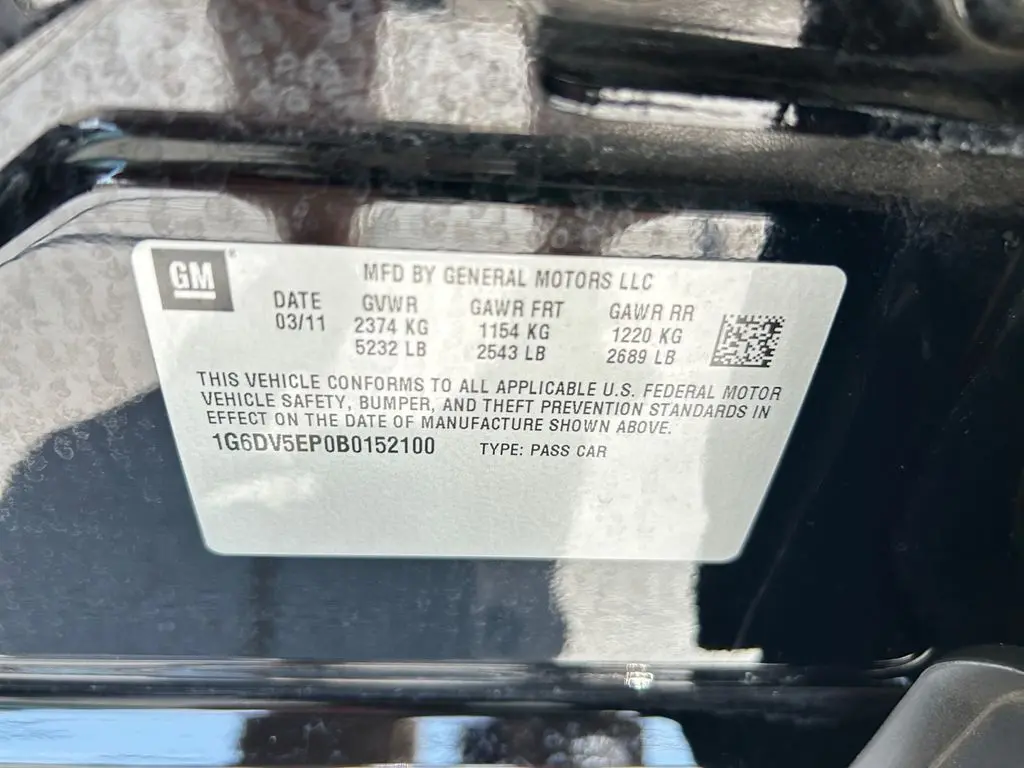 GM®
MFD BY GENERAL MOTORS LLC
DATE GVWR GAWR FRT GAWR RR
03/11 2374 KG 1154 KG 1220 KG
5232 LB 2543 LB 2689 LB
THIS VEHICLE CONFORMS TO ALL APPLICABLE U.S. FEDERAL MOTOR
VEHICLE SAFETY, BUMPER, AND THEFT PREVENTION STANDARDS IN
EFFECT ON THE DATE OF MANUFACTURE SHOWN ABOVE.
1G6DV5EP0B0152100 TYPE: PASS CAR